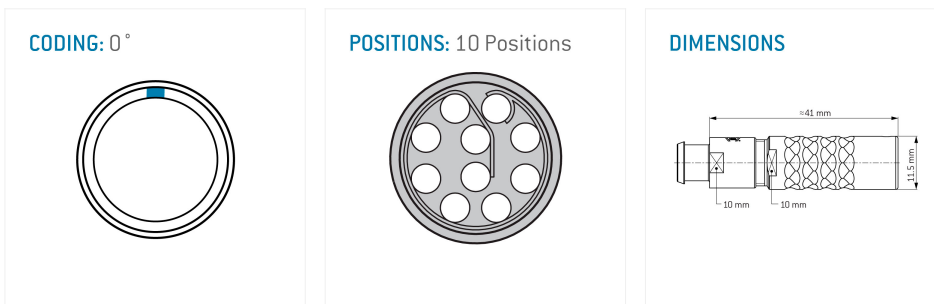 CODING: 0°
POSITIONS: 10 Positions
DIMENSIONS
≈41 mm
11.5 mm
10 mm
10 mm